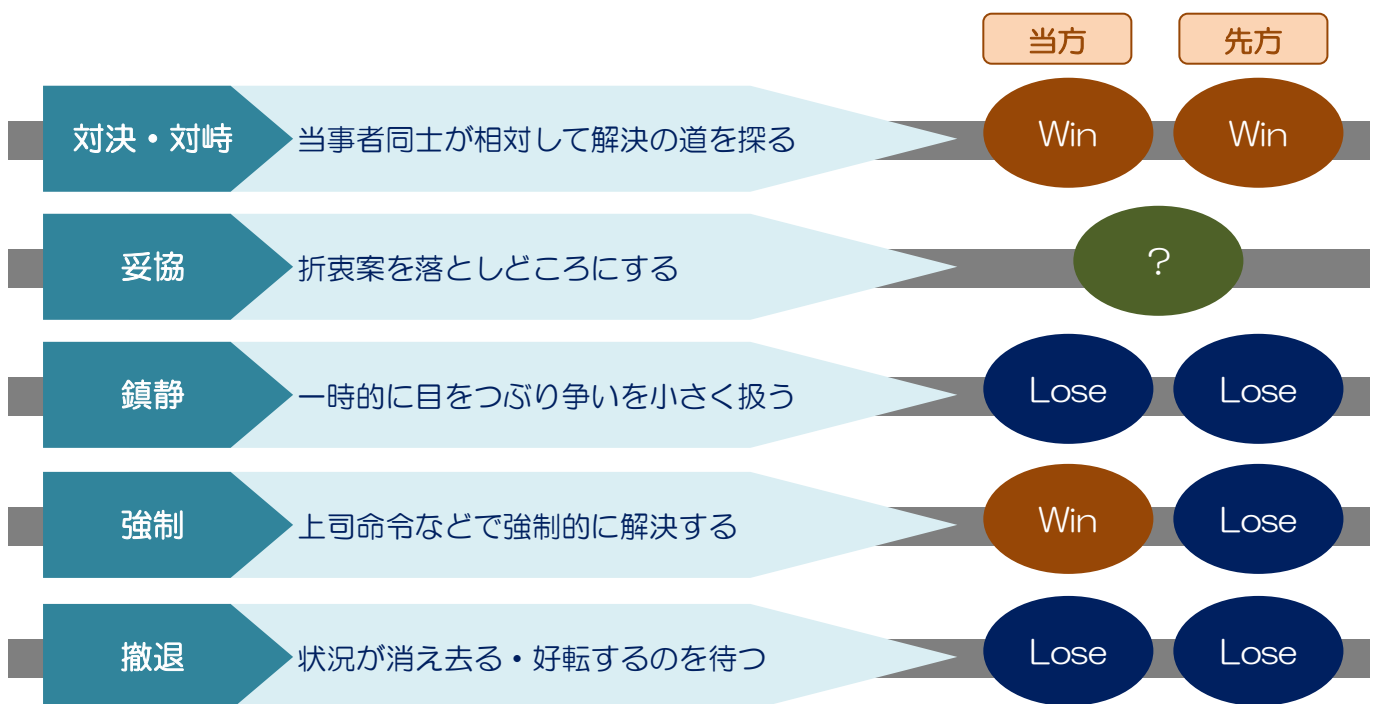 当方 先方
対決・対峙 当事者同士が相対して解決の道を探る Win Win
妥協 折衷案を落としどころにする ?
鎮静 一時的に目をつぶり争いを小さく扱う Lose Lose
強制 上司命令などで強制的に解決する Win Lose
撤退 状況が消え去る・好転するのを待つ Lose Lose